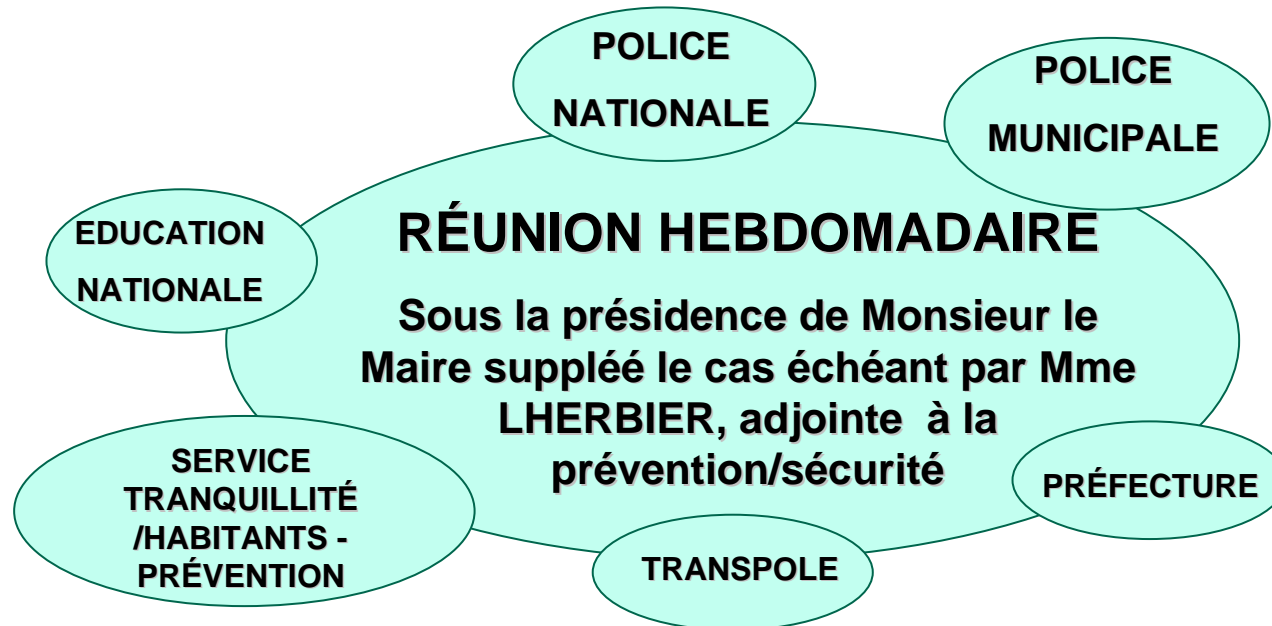 POLICE
NATIONALE
POLICE
MUNICIPALE
EDUCATION
NATIONALE
RÉUNION HEBDOMADAIRE
Sous la présidence de Monsieur le
Maire suppléé le cas échéant par Mme
LHERBIER, adjointe à la
prévention/sécurité
SERVICE
TRANQUILLITÉ
/HABITANTS -
PRÉVENTION
PRÉFECTURE
TRANSPOLE